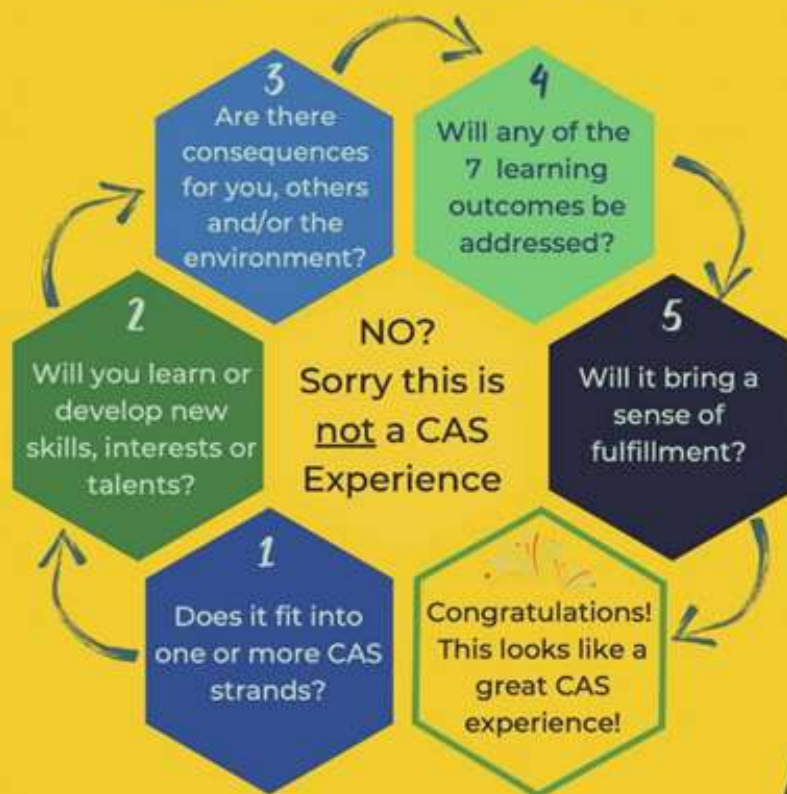 1
Does it fit into
one or more CAS
strands?
2
Will you learn or
develop new
skills, interests or
talents?
3
Are there
consequences
for you, others
and/or the
environment?
4
Will any of the
7 learning
outcomes be
addressed?
5
Will it bring a
sense of
fulfillment?
Congratulations!
This looks like a
great CAS
experience!
NO?
Sorry this is
not a CAS
Experience